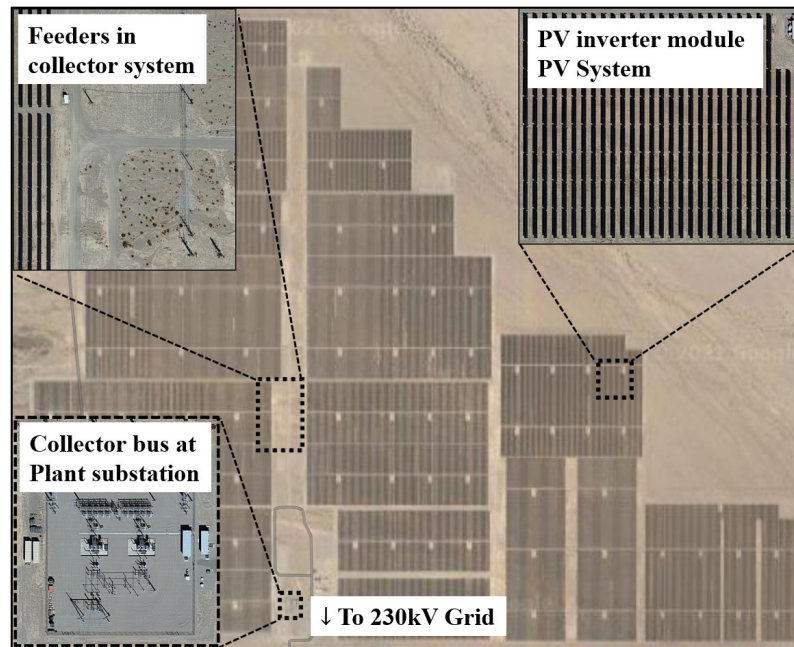 Feeders in
collector system
PV inverter module
PV System
Collector bus at
Plant substation
↓ To 230kV Grid